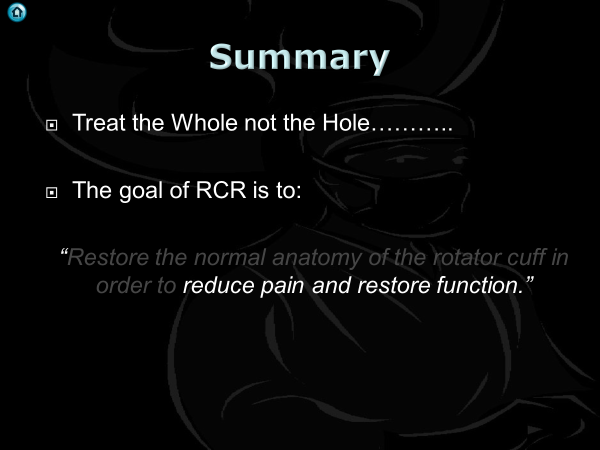 Summary
Treat the Whole not the Hole………..
The goal of RCR is to:
“Restore the normal anatomy of the rotator cuff in
order to reduce pain and restore function.”